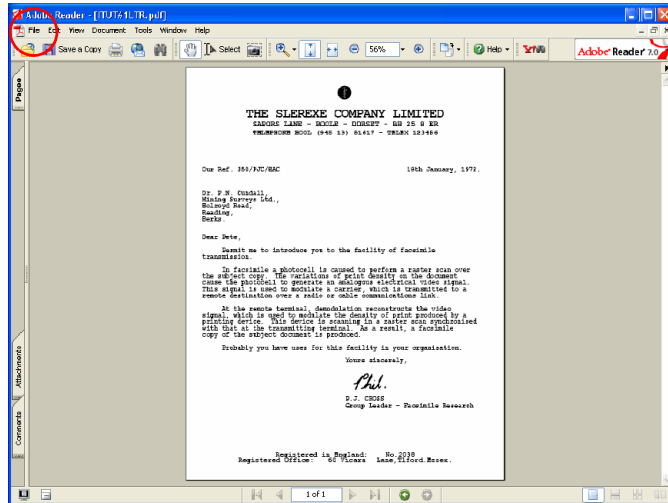 Adobe Reader - [ITUT#1LTR.pdf]
File Edit View Document Tools Window Help
Save a Copy Select 56% Help Y! Adobe Reader 7.0
Pages
THE SLEREXE COMPANY LIMITED
SAPORS LANE - BOOLE - DORSET - BH 25 8 ER
TELEPHONE BOOL (945 13) 51617 - TELEX 123456
Our Ref. 350/PJC/EAC 18th January, 1972.
Dr. P.N. Cundall,
Mining Surveys Ltd.,
Holroyd Road,
Reading,
Berks.
Dear Pete,
Permit me to introduce you to the facility of facsimile
transmission.
In facsimile a photocell is caused to perform a raster scan over
the subject copy. The variations of print density on the document
cause the photocell to generate an analogous electrical video signal.
This signal is used to modulate a carrier, which is transmitted to a
remote destination over a radio or cable communications link.
At the remote terminal, demodulation reconstructs the video
signal, which is used to modulate the density of print produced by a
printing device. This device is scanning in a raster scan synchronised
with that at the transmitting terminal. As a result, a facsimile
copy of the subject document is produced.
Probably you have uses for this facility in your organisation.
Yours sincerely,
Phil.
P.J. CROSS
Group Leader - Facsimile Research
Registered in England: No. 2038
Registered Office: 60 Vicara Lane, Ilford. Essex.
Attachments
Comments
1 of 1